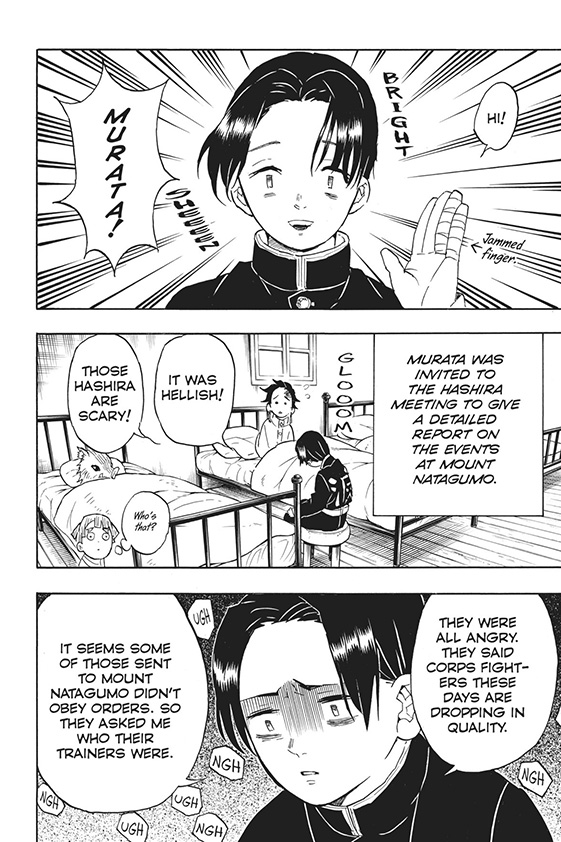 HI!
BRIGHT
MURATA!
SHEEEEN
Jammed
finger.
MURATA WAS
INVITED TO
THE HASHIRA
MEETING TO GIVE
A DETAILED
REPORT ON
THE EVENTS
AT MOUNT
NATAGUMO.
GLOOOM
IT WAS
HELLISH!
THOSE
HASHIRA
ARE
SCARY!
Who's
that?
THEY WERE
ALL ANGRY.
THEY SAID
CORPS FIGHT-
ERS THESE
DAYS ARE
DROPPING IN
QUALITY.
UGH
IT SEEMS SOME
OF THOSE SENT
TO MOUNT
NATAGUMO DIDN'T
OBEY ORDERS. SO
THEY ASKED ME
WHO THEIR
TRAINERS WERE.
NGH
NGH
UGH
UGH
NGH